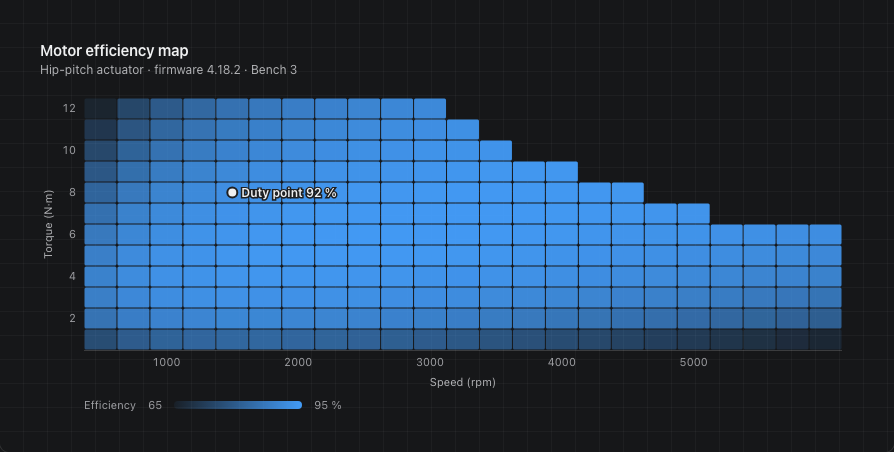 Motor efficiency map
Hip-pitch actuator · firmware 4.18.2 · Bench 3
12
10
8
6
4
2
Torque (N·m)
Duty point 92 %
1000 2000 3000 4000 5000
Speed (rpm)
Efficiency 65 95 %